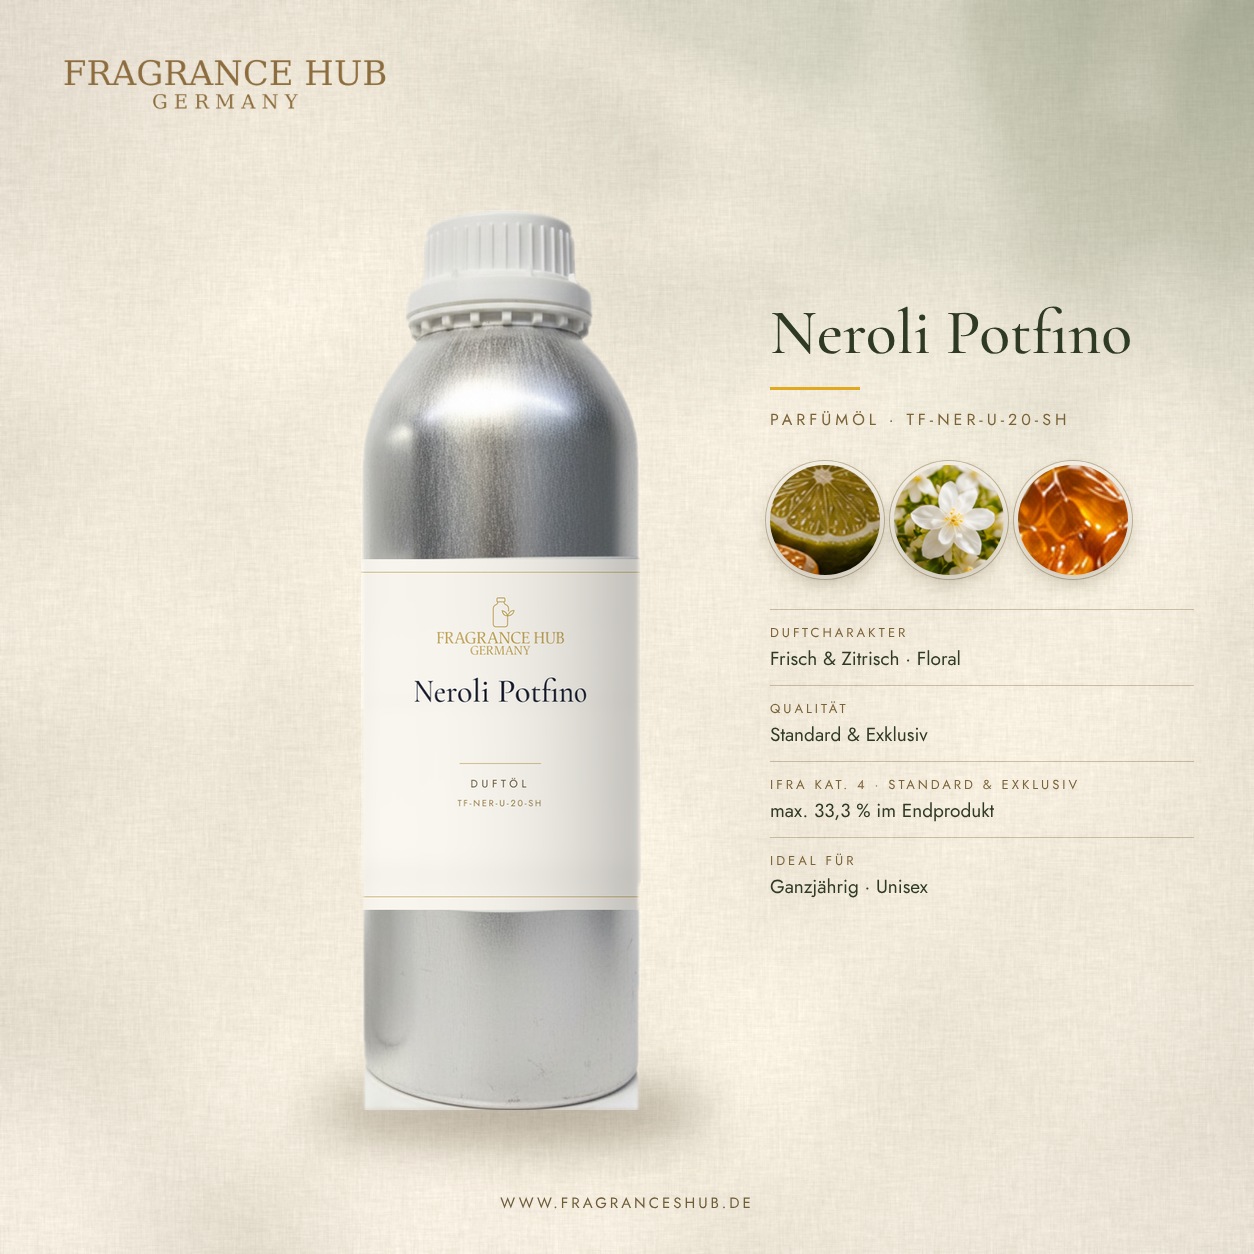 FRAGRANCE HUB
GERMANY
Neroli Potfino
PARFÜMÖL · TF-NER-U-20-SH
DUFTCHARAKTER
Frisch & Zitrisch · Floral
QUALITÄT
Standard & Exklusiv
IFRA KAT. 4 · STANDARD & EXKLUSIV
max. 33,3 % im Endprodukt
IDEAL FÜR
Ganzjährig · Unisex
FRAGRANCE HUB
GERMANY
Neroli Potfino
DUFTÖL
TF-NER-U-20-SH
WWW.FRAGRANCESHUB.DE